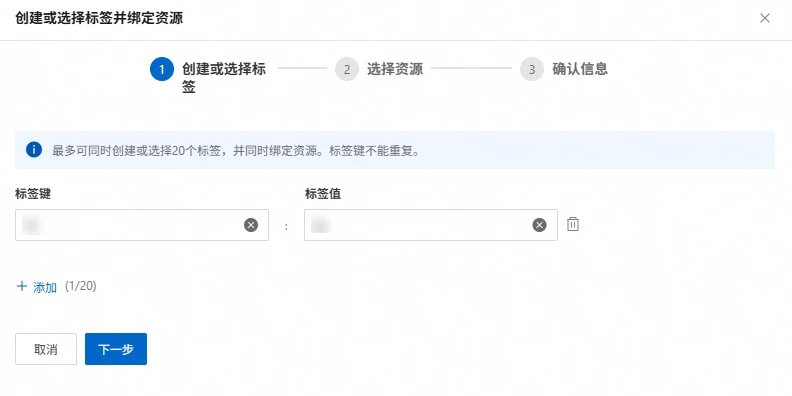 创建或选择标签并绑定资源
1 创建或选择标
签
2 选择资源
3 确认信息
最多可同时创建或选择20个标签，并同时绑定资源。标签键不能重复。
标签键
标签值
:
+ 添加 (1/20)
取消
下一步